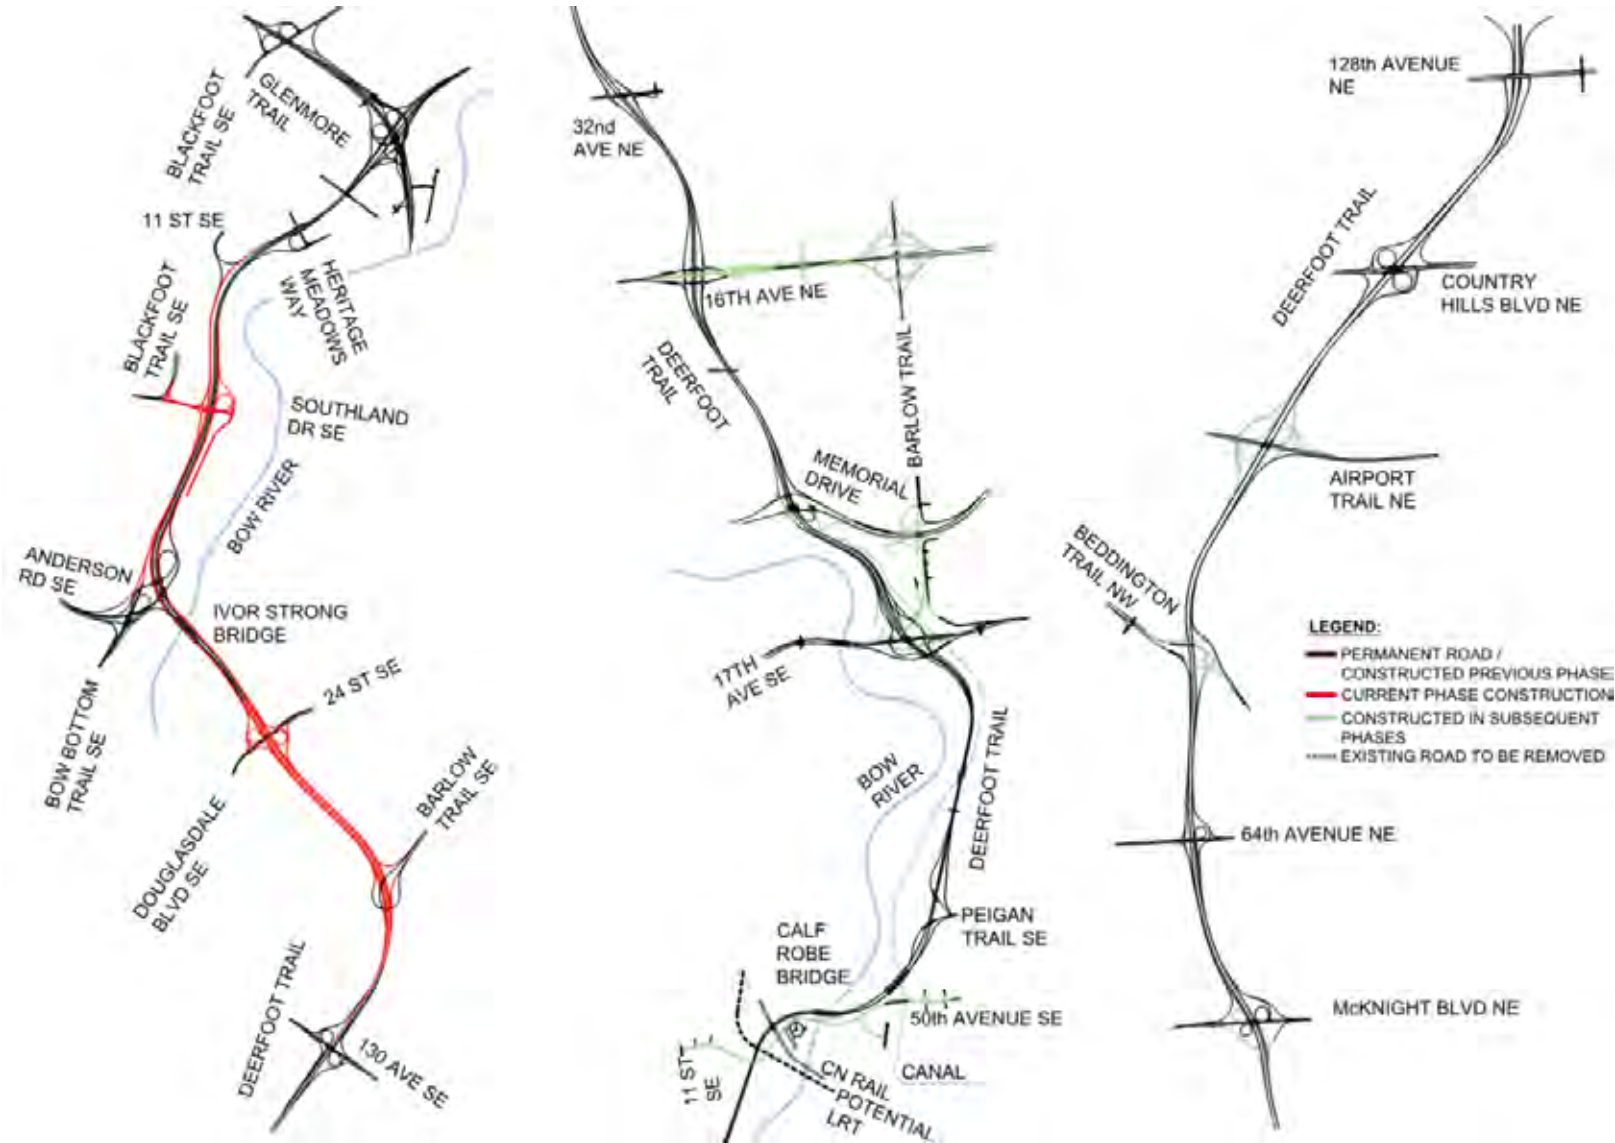 BLACKFOOT
TRAIL SE
GLENMORE
TRAIL
11 ST SE
HERITAGE
MEADOWS
WAY
BLACKFOOT
TRAIL SE
SOUTHLAND
DR SE
BOW RIVER
ANDERSON
RD SE
IVOR STRONG
BRIDGE
BOW BOTTOM
TRAIL SE
24 ST SE
DOUGLASDALE
BLVD SE
BARLOW
TRAIL SE
DEERFOOT TRAIL
130 AVE SE
32nd
AVE NE
16TH AVE NE
DEERFOOT
TRAIL
BARLOW TRAIL
MEMORIAL
DRIVE
17TH
AVE SE
BOW
RIVER
DEERFOOT TRAIL
PEIGAN
TRAIL SE
CALF
ROBE
BRIDGE
50th AVENUE SE
11 ST
SE
CN RAIL
POTENTIAL
LRT
CANAL
128th AVENUE
NE
DEERFOOT TRAIL
COUNTRY
HILLS BLVD NE
AIRPORT
TRAIL NE
BEDDINGTON
TRAIL NW
LEGEND:
PERMANENT ROAD /
CONSTRUCTED PREVIOUS PHASE
CURRENT PHASE CONSTRUCTION
CONSTRUCTED IN SUBSEQUENT
PHASES
EXISTING ROAD TO BE REMOVED
64th AVENUE NE
McKNIGHT BLVD NE